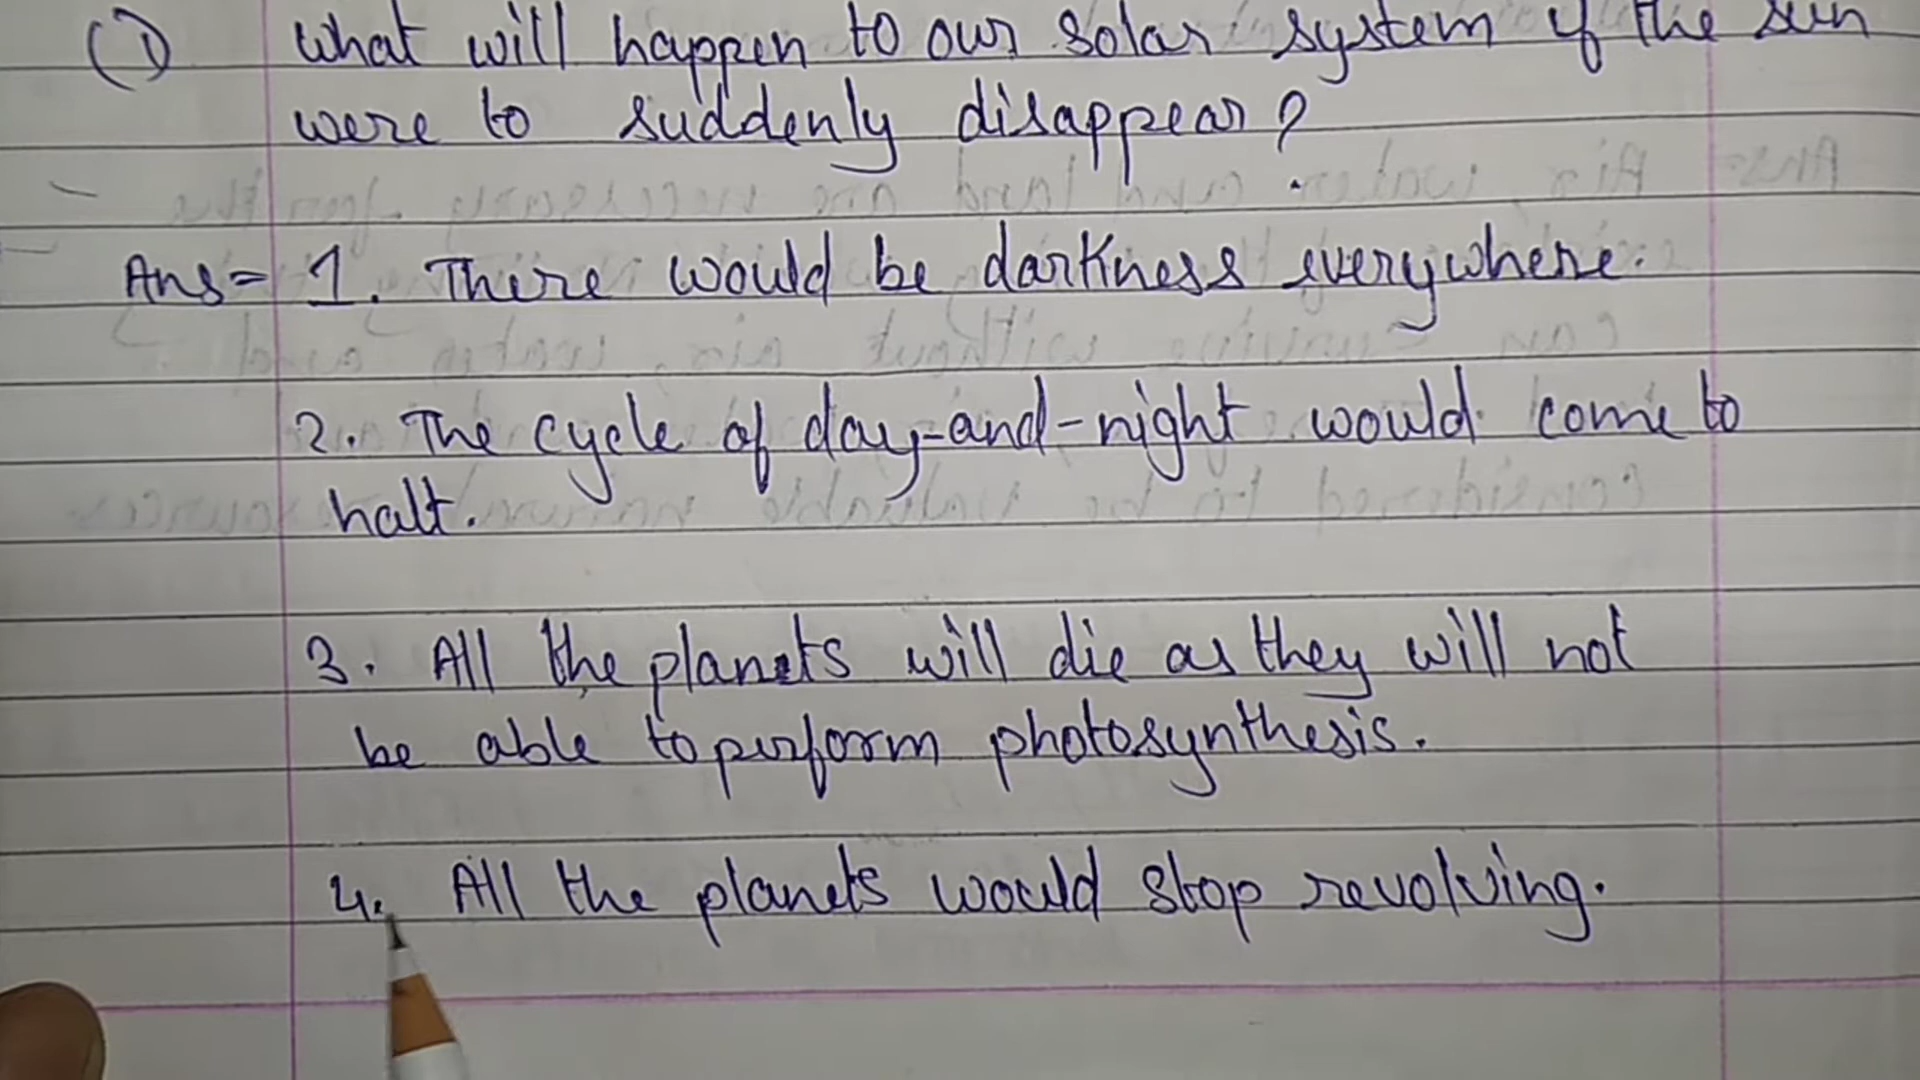 (1) What will happen to our solar system if the sun
were to suddenly disappear?
Ans= 1. There would be darkness everywhere.
2. The cycle of day-and-night would come to
halt.
3. All the planets will die as they will not
be able to perform photosynthesis.
4. All the planets would stop revolving.